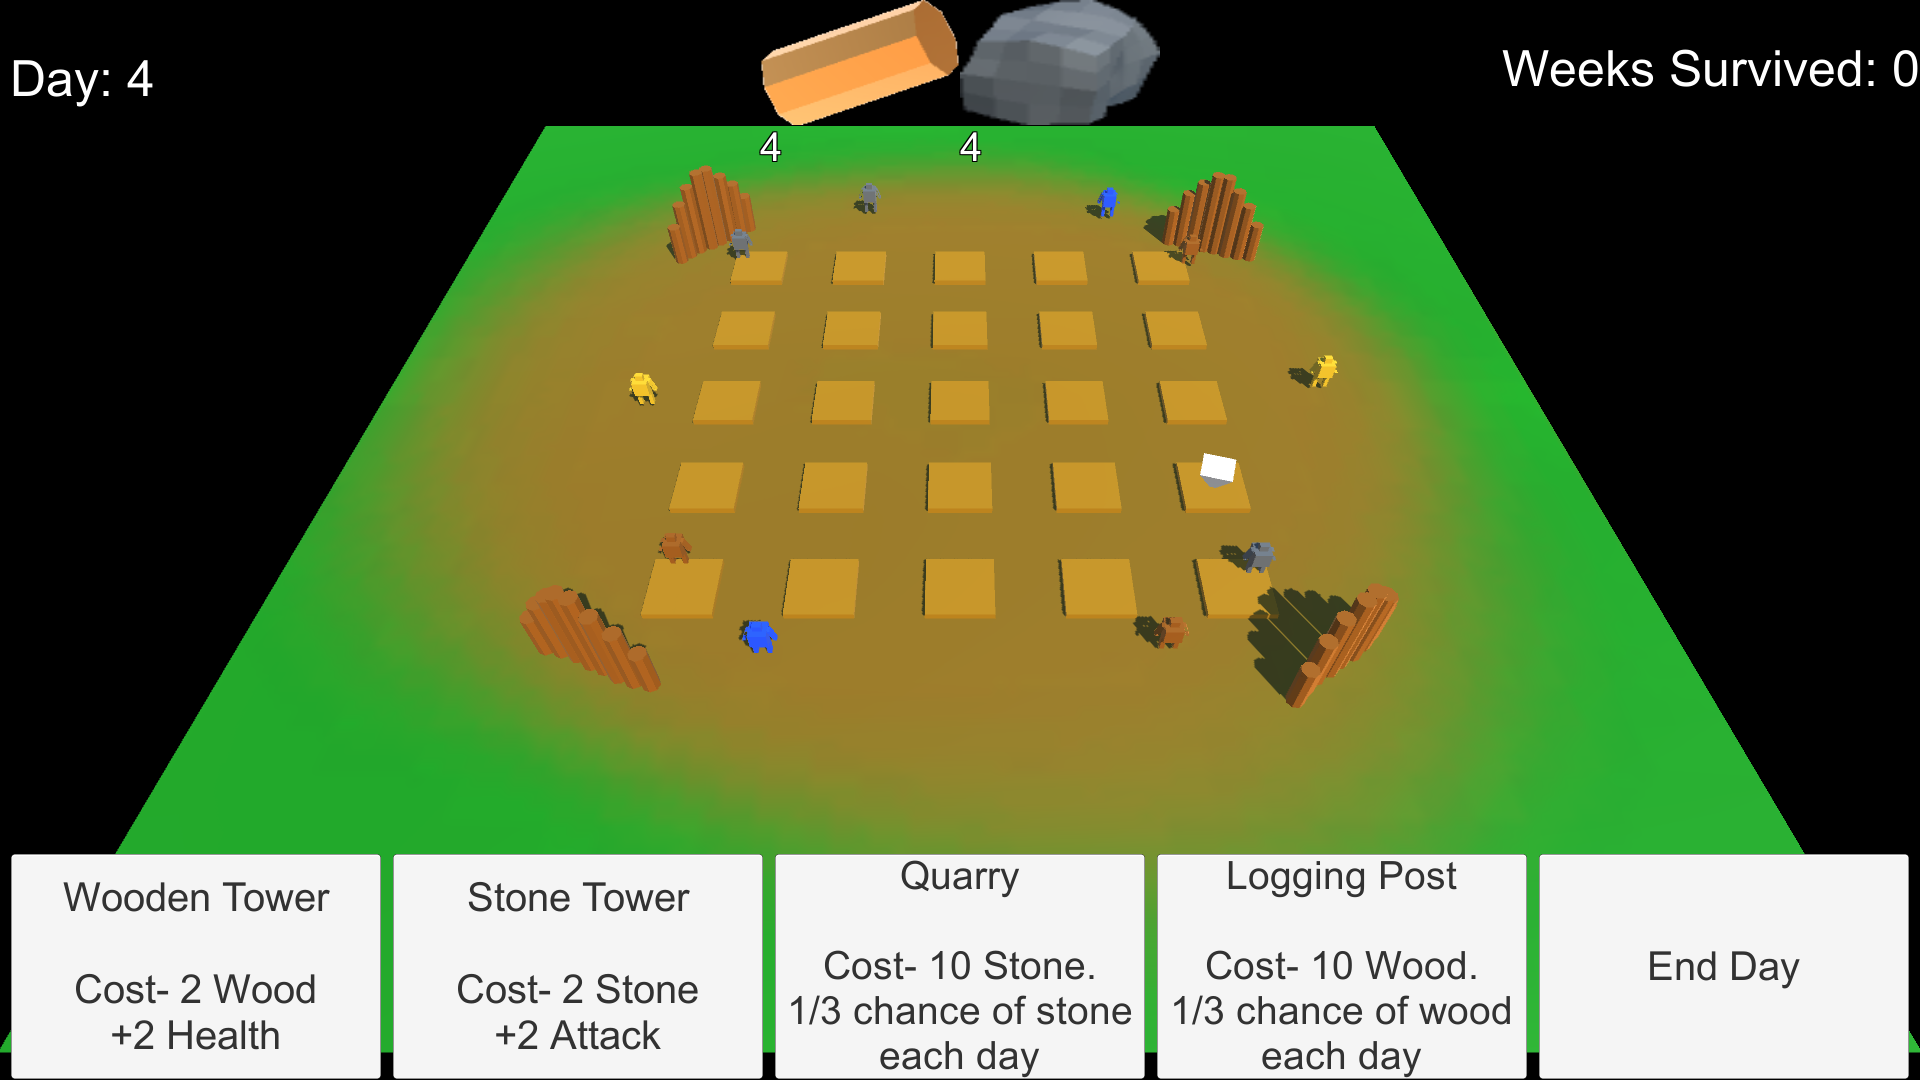 Day: 4
Weeks Survived: 0
4
4
Wooden Tower
Cost- 2 Wood
+2 Health
Stone Tower
Cost- 2 Stone
+2 Attack
Quarry
Cost- 10 Stone.
1/3 chance of stone
each day
Logging Post
Cost- 10 Wood.
1/3 chance of wood
each day
End Day